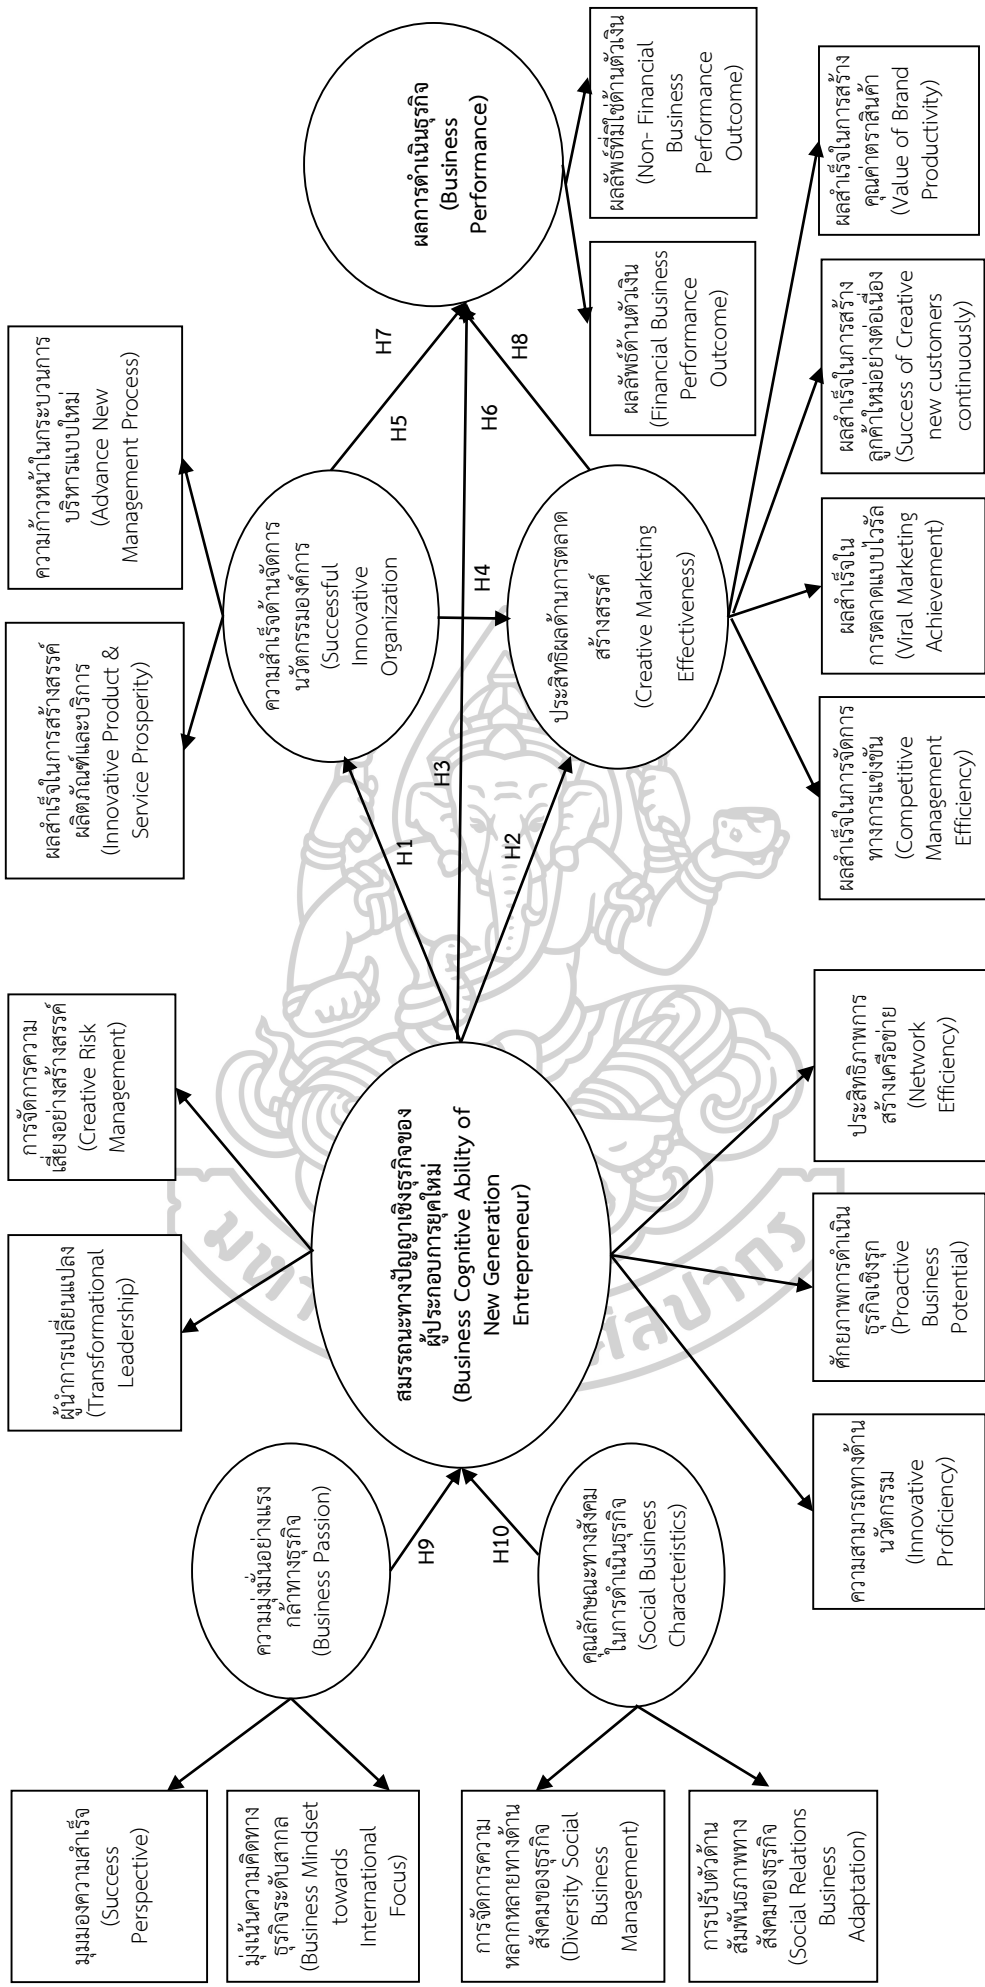 มุมมองความสำเร็จ
(Success
Perspective)
มุ่งเน้นความคิดทาง
ธุรกิจระดับสากล
(Business Mindset
towards
International
Focus)
การจัดการความ
หลากหลายทางด้าน
สังคมของธุรกิจ
(Diversity Social
Business
Management)
การปรับตัวด้าน
สัมพันธภาพทาง
สังคมของธุรกิจ
(Social Relations
Business
Adaptation)
ความมุ่งมั่นอย่างแรง
กล้าทางธุรกิจ
(Business Passion)
คุณลักษณะทางสังคม
ในการดำเนินธุรกิจ
(Social Business
Characteristics)
H9
H10
ผู้นำการเปลี่ยนแปลง
(Transformational
Leadership)
การจัดการความ
เสี่ยงอย่างสร้างสรรค์
(Creative Risk
Management)
สมรรถนะทางปัญญาเชิงธุรกิจของ
ผู้ประกอบการยุคใหม่
(Business Cognitive Ability of
New Generation
Entrepreneur)
ความสามารถทางด้าน
นวัตกรรม
(Innovative
Proficiency)
ศักยภาพการดำเนิน
ธุรกิจเชิงรุก
(Proactive
Business
Potential)
ประสิทธิภาพการ
สร้างเครือข่าย
(Network
Efficiency)
H1
H3
H2
ผลสำเร็จในการสร้างสรรค์
ผลิตภัณฑ์และบริการ
(Innovative Product &
Service Prosperity)
ความก้าวหน้าในกระบวนการ
บริหารแบบใหม่
(Advance New
Management Process)
ความสำเร็จด้านจัดการ
นวัตกรรมองค์การ
(Successful
Innovative
Organization
H4
ประสิทธิผลด้านการตลาด
สร้างสรรค์
(Creative Marketing
Effectiveness)
H5
H7
H6
H8
ผลสำเร็จในการจัดการ
ทางการแข่งขัน
(Competitive
Management
Efficiency)
ผลสำเร็จใน
การตลาดแบบไวรัล
(Viral Marketing
Achievement)
ผลสำเร็จในการสร้าง
ลูกค้าใหม่อย่างต่อเนื่อง
(Success of Creative
new customers
continuously)
ผลสำเร็จในการสร้าง
คุณค่าตราสินค้า
(Value of Brand
Productivity)
ผลการดำเนินธุรกิจ
(Business
Performance)
ผลลัพธ์ด้านตัวเงิน
(Financial Business
Performance
Outcome)
ผลลัพธ์ที่มิใช่ด้านตัวเงิน
(Non- Financial
Business
Performance
Outcome)